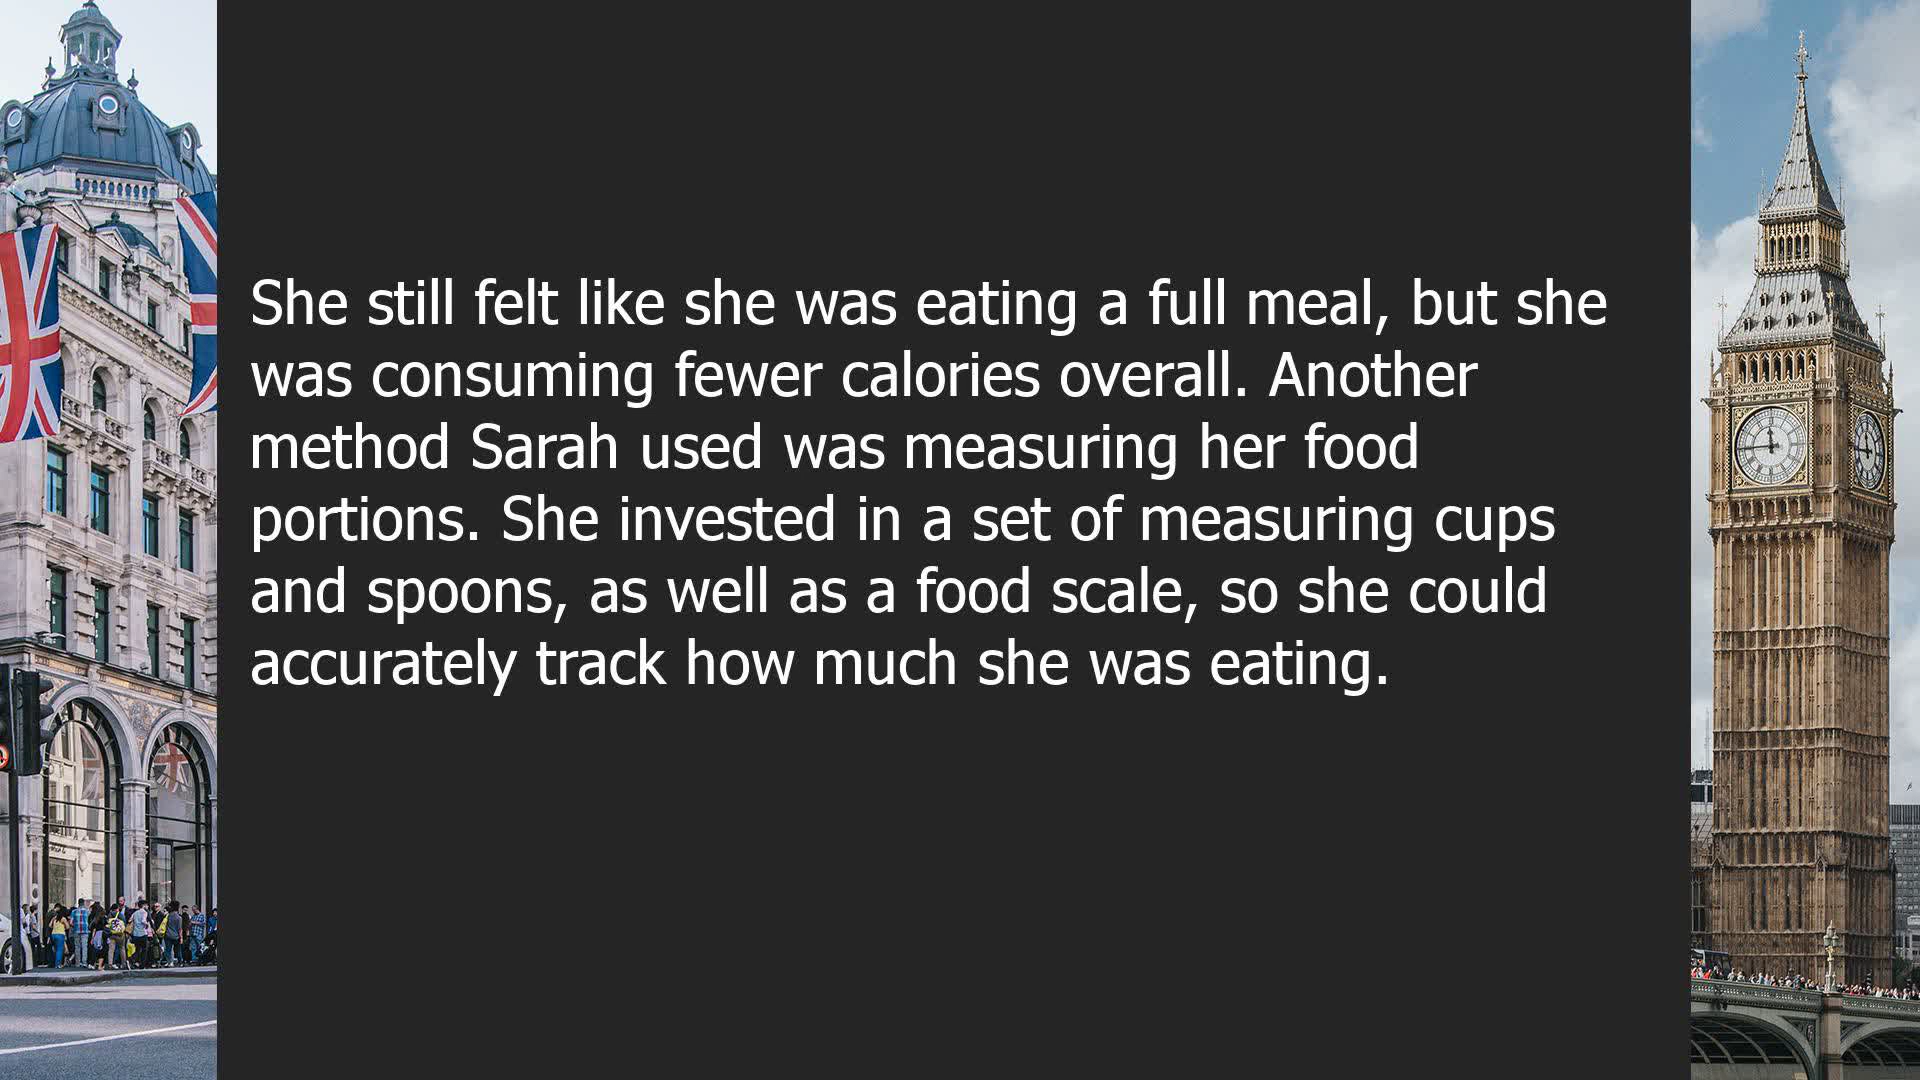 She still felt like she was eating a full meal, but she
was consuming fewer calories overall. Another
method Sarah used was measuring her food
portions. She invested in a set of measuring cups
and spoons, as well as a food scale, so she could
accurately track how much she was eating.